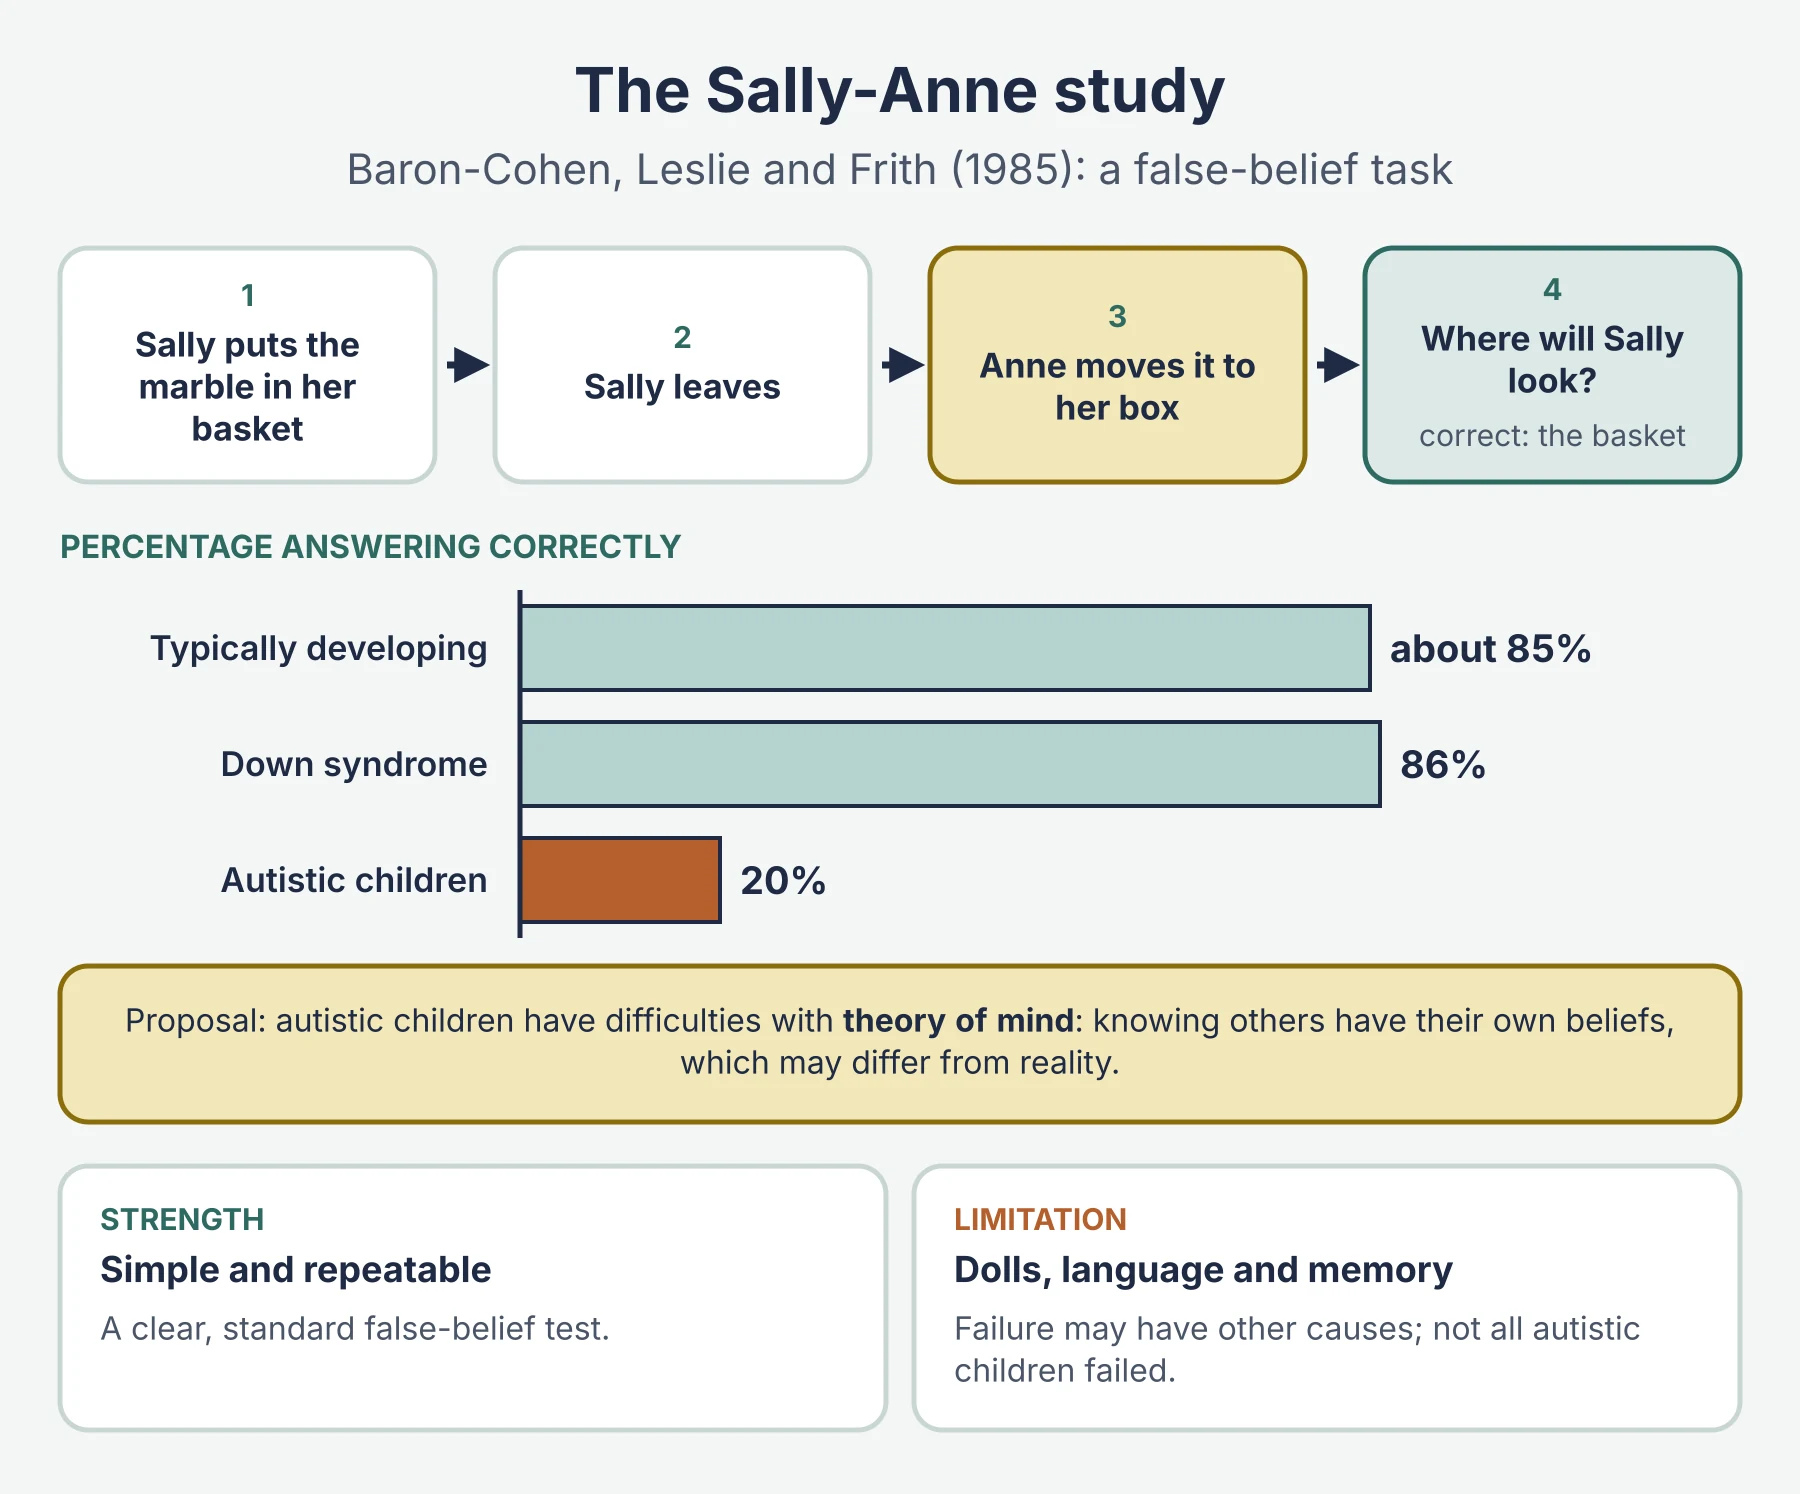 The Sally-Anne study
Baron-Cohen, Leslie and Frith (1985): a false-belief task
1
Sally puts the
marble in her
basket
2
Sally leaves
3
Anne moves it to
her box
4
Where will Sally
look?
correct: the basket
PERCENTAGE ANSWERING CORRECTLY
Typically developing
about 85%
Down syndrome
86%
Autistic children
20%
Proposal: autistic children have difficulties with theory of mind: knowing others have their own beliefs,
which may differ from reality.
STRENGTH
Simple and repeatable
A clear, standard false-belief test.
LIMITATION
Dolls, language and memory
Failure may have other causes; not all autistic
children failed.